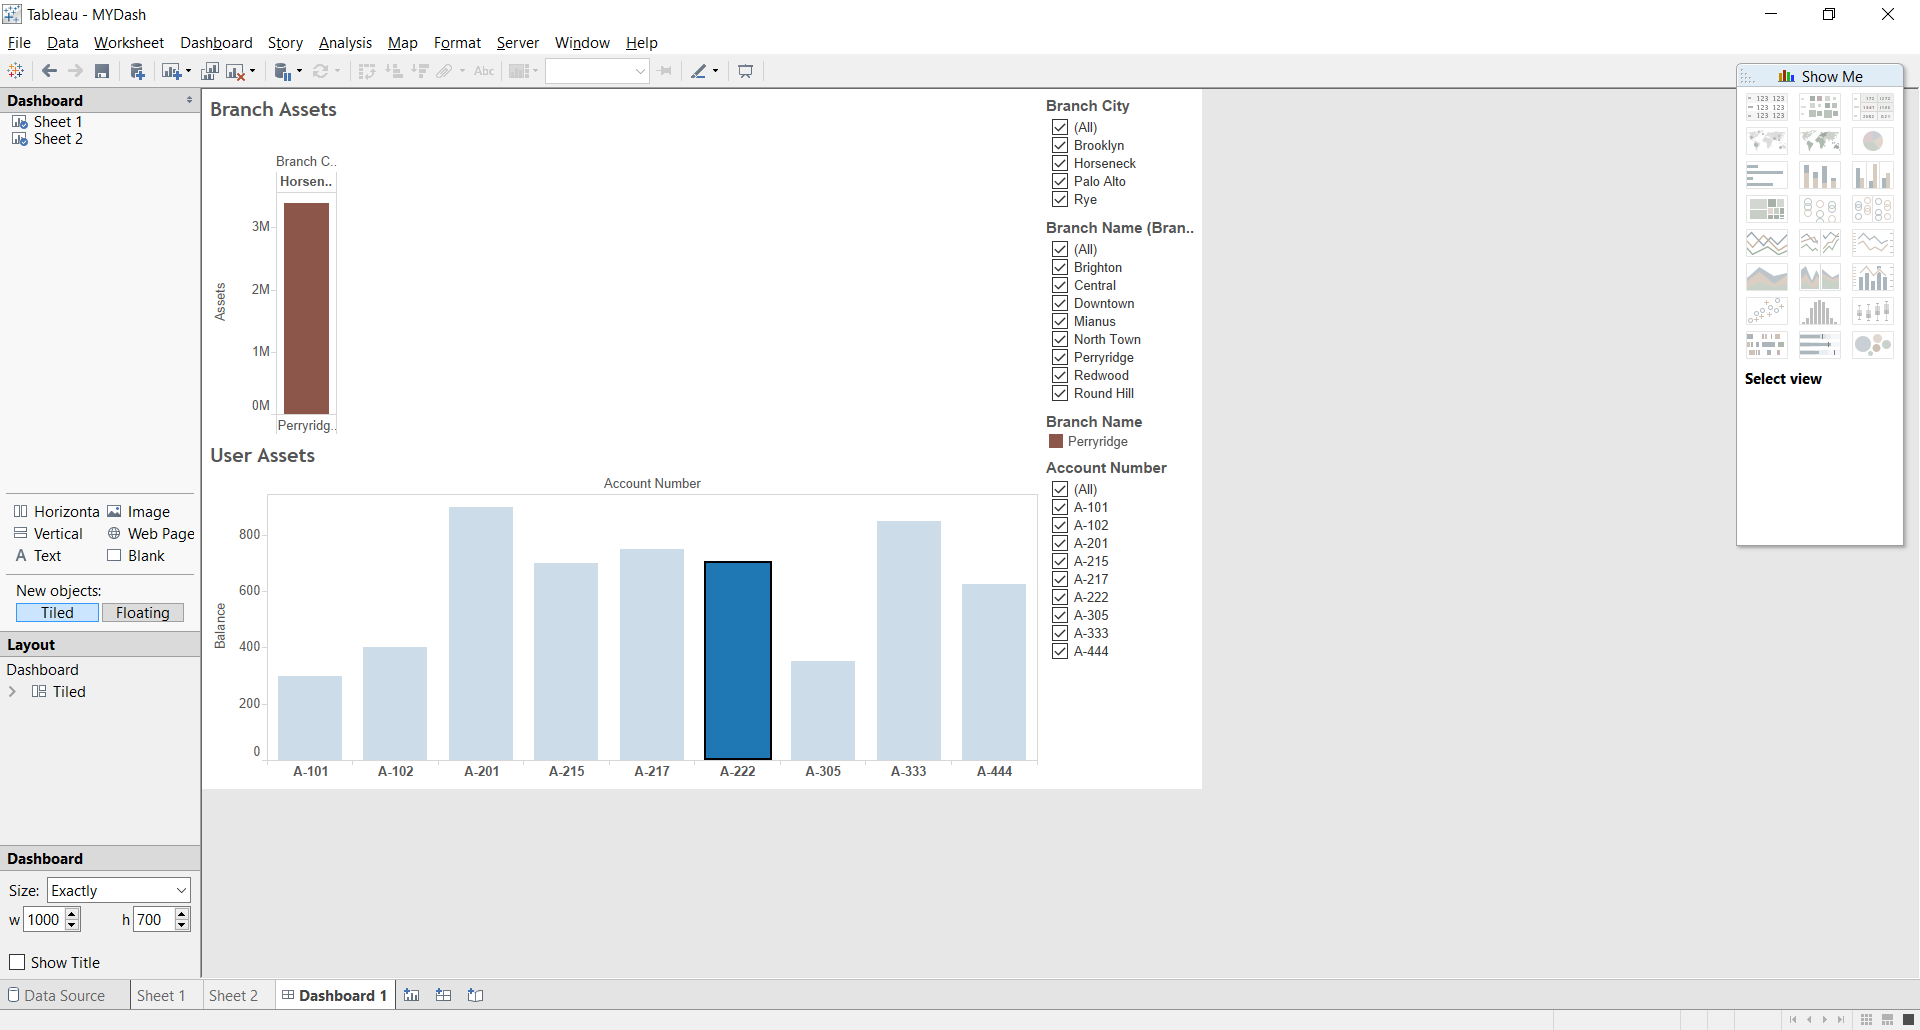 Tableau - MYDash
File Data Worksheet Dashboard Story Analysis Map Format Server Window Help
Abc
Dashboard
Sheet 1
Sheet 2
Horizonta Image
Vertical Web Page
A Text Blank
New objects:
Tiled Floating
Layout
Dashboard
Tiled
Dashboard
Size: Exactly
w 1000 h 700
Show Title
Branch Assets
Branch C..
Horsen..
3M
2M
1M
0M
Assets
Perryridg..
User Assets
Account Number
800
600
400
200
0
Balance
A-101 A-102 A-201 A-215 A-217 A-222 A-305 A-333 A-444
Branch City
(All)
Brooklyn
Horseneck
Palo Alto
Rye
Branch Name (Bran..
(All)
Brighton
Central
Downtown
Mianus
North Town
Perryridge
Redwood
Round Hill
Branch Name
Perryridge
Account Number
(All)
A-101
A-102
A-201
A-215
A-217
A-222
A-305
A-333
A-444
Show Me
123 123
123 123
123 123
Select view
Data Source Sheet 1 Sheet 2 Dashboard 1